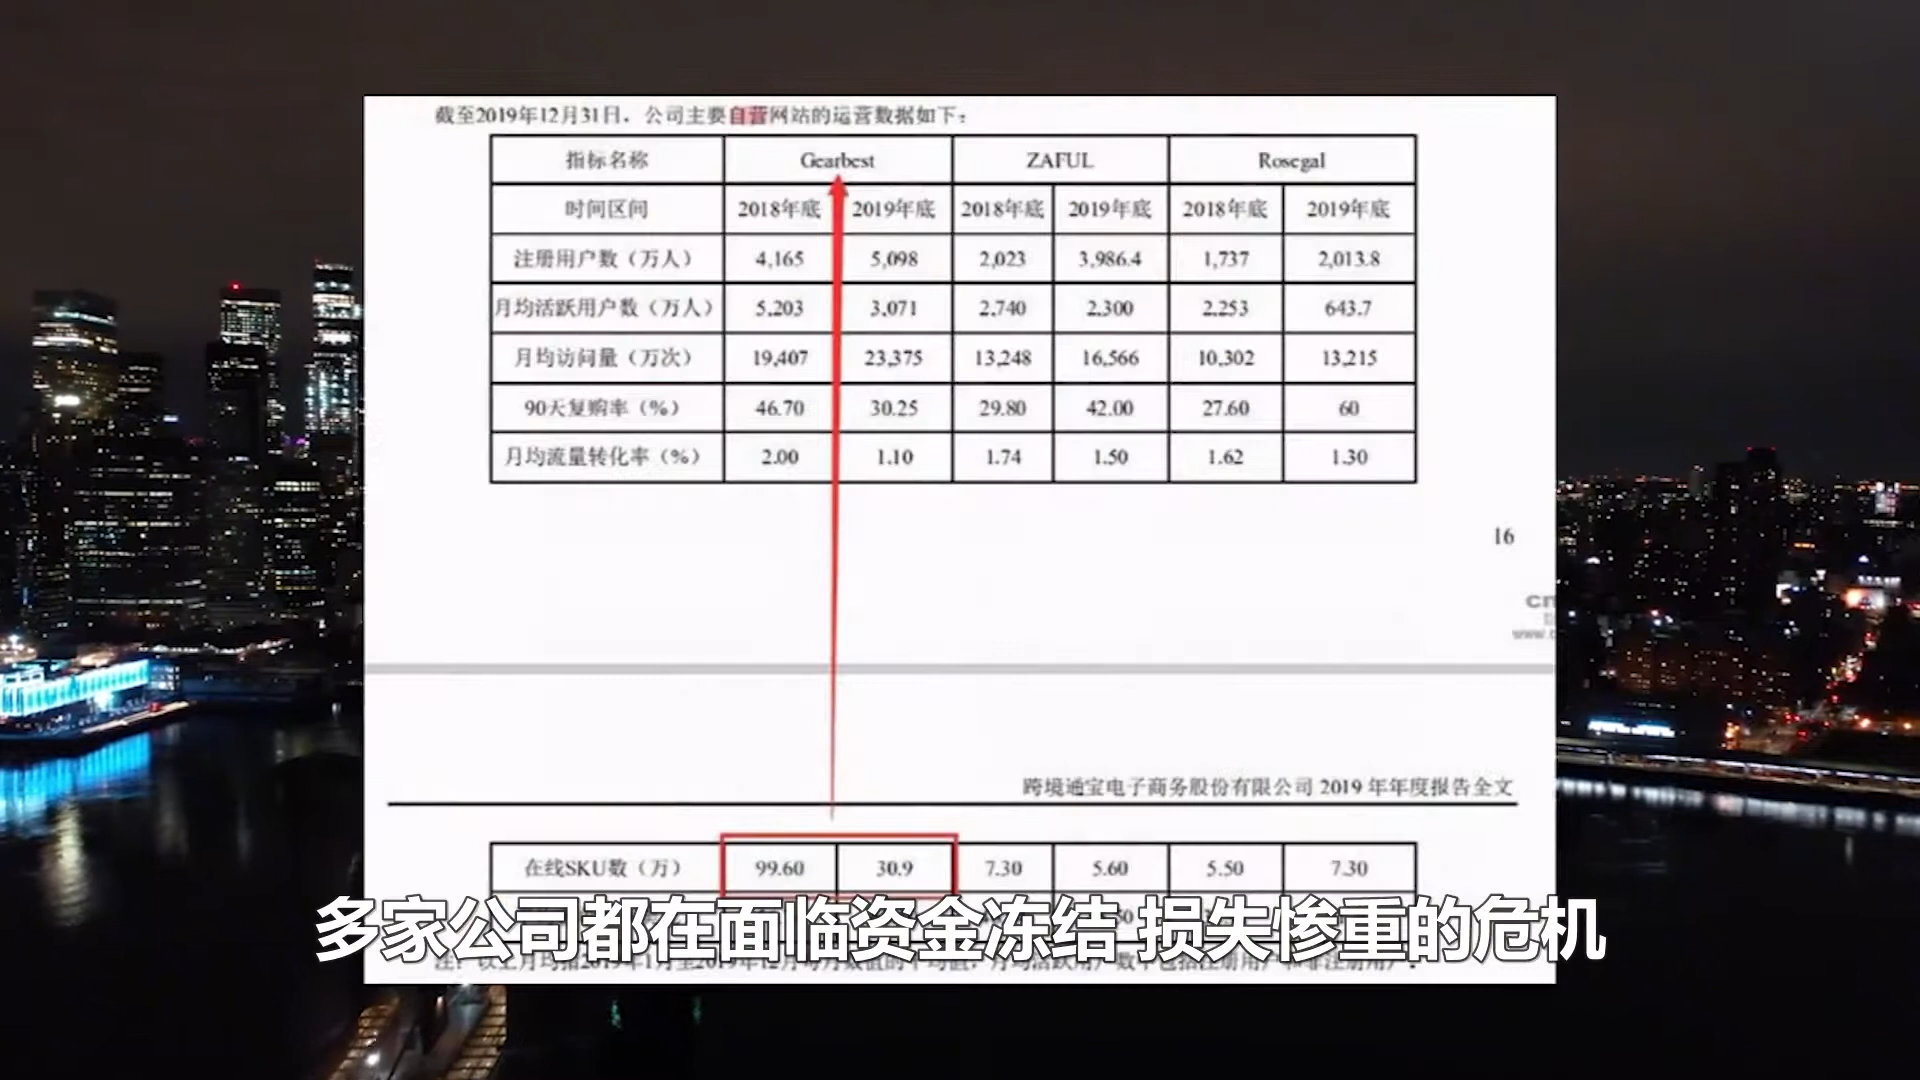 截至2019年12月31日，公司主要自营网站的运营数据如下：
指标名称 Gearbest ZAFUL Rosegal
时间区间 2018年底 2019年底 2018年底 2019年底 2018年底 2019年底
注册用户数（万人） 4,165 5,098 2,023 3,986.4 1,737 2,013.8
月均活跃用户数（万人） 5,203 3,071 2,740 2,300 2,253 643.7
月均访问量（万次） 19,407 23,375 13,248 16,566 10,302 13,215
90天复购率（%） 46.70 30.25 29.80 42.00 27.60 60
月均流量转化率（%） 2.00 1.10 1.74 1.50 1.62 1.30
16
跨境通宝电子商务股份有限公司 2019 年年度报告全文
在线SKU数（万） 99.60 30.9 7.30 5.60 5.50 7.30
多家公司都在面临资金冻结 损失惨重的危机